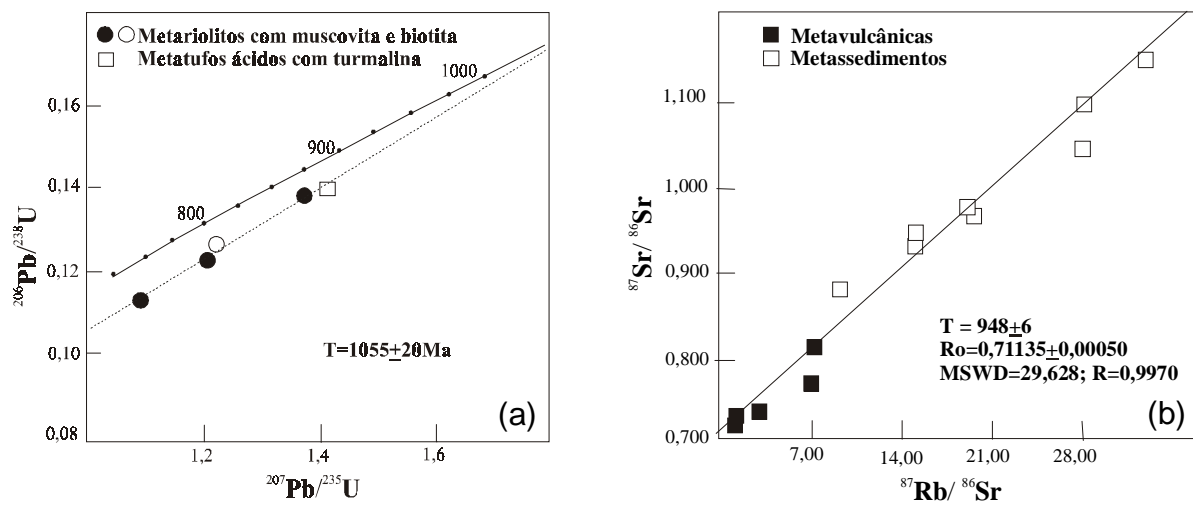 Metariolitos com muscovita e biotita
Metatufos ácidos com turmalina
1000
900
800
0,16
0,14
0,12
0,10
0,08
206Pb/238U
T=1055±20Ma
(a)
1,2
1,4
1,6
207Pb/235U
Metavulcânicas
Metassedimentos
1,100
1,000
0,900
0,800
0,700
87Sr/ 86Sr
T = 948±6
Ro=0,71135±0,00050
MSWD=29,628; R=0,9970
(b)
7,00
14,00
21,00
28,00
87Rb/ 86Sr